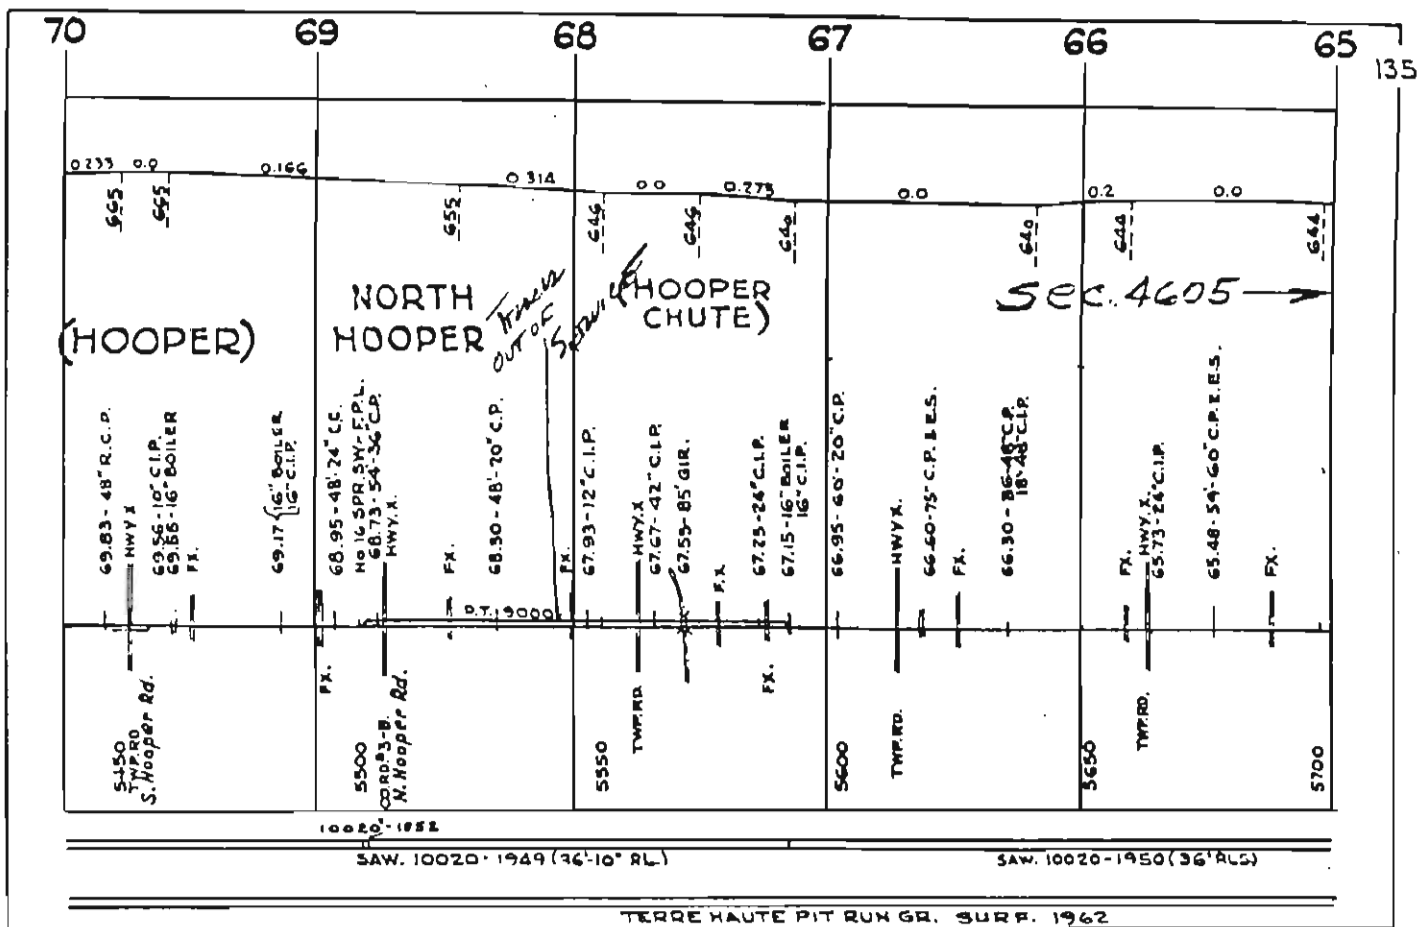 70 69 68 67 66 65
135
0.233 0.0 0.166 0.314 0.0 0.273 0.0 0.2 0.0
665 665 655 646 646 640 640 644 644
(HOOPER)
NORTH
HOOPER
OUT OF
(HOOPER
CHUTE)
SEC. 4605
69.83-48" R.C.P.
HWY X
69.56-10" C.I.P.
69.58-16" BOILER
FX.
69.17 {16" BOILER
16" C.I.P.
FX.
68.95-48'-24" C.C.
No 16 SPR. SW-F.P.L.
68.73-54'-36" C.P.
HWY. X.
FX.
68.30-48'-20" C.P.
FX.
67.93-12" C.I.P.
HWY. X
67.67-42" C.I.P.
67.55-85' GIR.
F.X
67.25-24" C.I.P.
FX.
67.15-16" BOILER
16" C.I.P.
66.95-60'-20" C.P.
HWY X.
66.60-75" C.P. & E.S.
FX.
66.30-86'-48" C.P.
18'-48" C.I.P.
FX.
HWY. X.
65.73-24" C.I.P.
65.48-54'-60" C.P. E.E.S.
FX.
P.T. 9000
5450
TWP. RD
S. Hooper Rd.
5500
CO. RD. #3-B.
N. Hooper Rd.
5550
TWP. RD
5600
TWP. RD.
5650
TWP. RD.
5700
10020'-1852
SAW. 10020-1949 (36'-10" RL)
SAW. 10020-1950 (36' RLS)
TERRE HAUTE PIT RUN GR. SURF. 1962